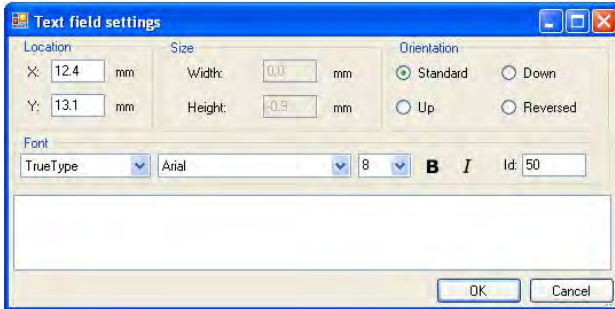 Text field settings
Location
Size
Orientation
X: 12.4 mm
Width: 0.0 mm
Standard
Down
Y: 13.1 mm
Height: -0.9 mm
Up
Reversed
Font
TrueType
Arial
8
B
I
Id: 50
OK
Cancel